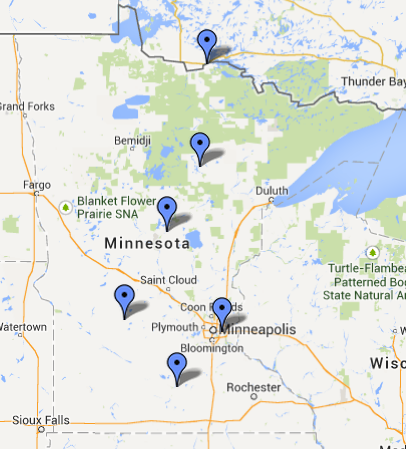 Thunder Bay
Grand Forks
Bemidji
Fargo
Duluth
Blanket Flower
Prairie SNA
Minnesota
Turtle-Flambea
Patterned Bo
State Natural Ar
Saint Cloud
Coon
ds
Watertown
Plymouth
Minneapolis
Bloomington
Wisc
Rochester
Sioux Falls